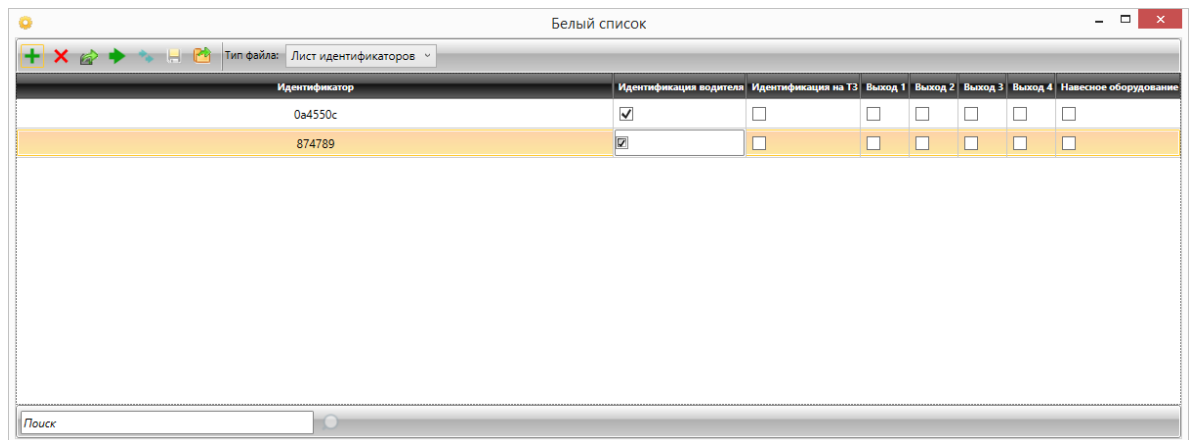 Белый список
Тип файла: Лист идентификаторов
Идентификатор Идентификация водителя Идентификация на ТЗ Выход 1 Выход 2 Выход 3 Выход 4 Навесное оборудование
0a4550c
874789
Поиск